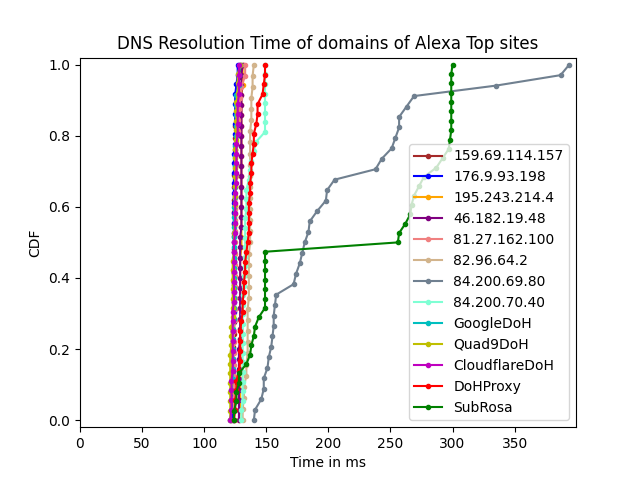 DNS Resolution Time of domains of Alexa Top sites
1.0
0.8
0.6
0.4
0.2
0.0
CDF
0 50 100 150 200 250 300 350
Time in ms
159.69.114.157
176.9.93.198
195.243.214.4
46.182.19.48
81.27.162.100
82.96.64.2
84.200.69.80
84.200.70.40
GoogleDoH
Quad9DoH
CloudflareDoH
DoHProxy
SubRosa